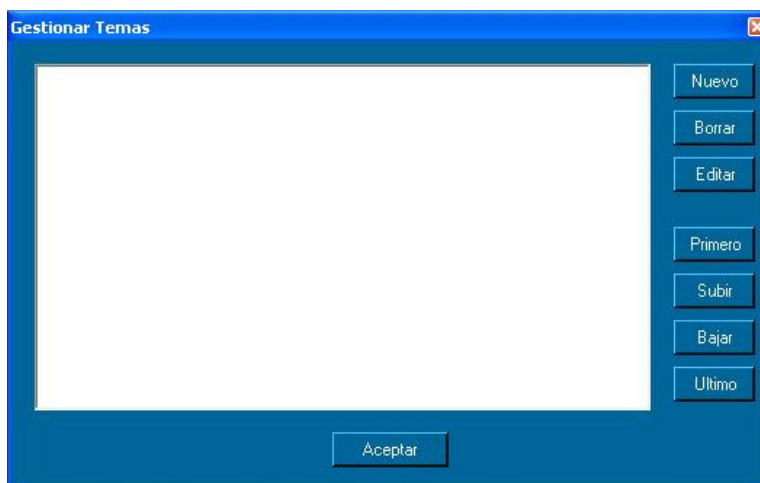 Gestionar Temas
Nuevo
Borrar
Editar
Primero
Subir
Bajar
Ultimo
Aceptar